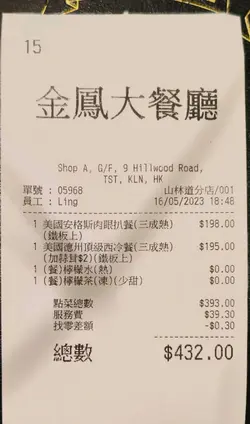 15
金鳳大餐廳
Shop A, G/F, 9 Hillwood Road,
TST, KLN, HK
單號 : 05968 山林道分店/001
員工 : Ling 16/05/2023 18:48
1 美國安格斯肉眼扒餐(三成熟) $198.00
(鐵板上)
1 美國德州頂級西冷餐(三成熟) $195.00
(加蒜茸$2)(鐵板上)
1 (餐)檸檬水(熱) $0.00
1 (餐)檸檬茶(凍)(少甜) $0.00
點菜總數 $393.00
服務費 $39.30
找零差額 -$0.30
總數 $432.00